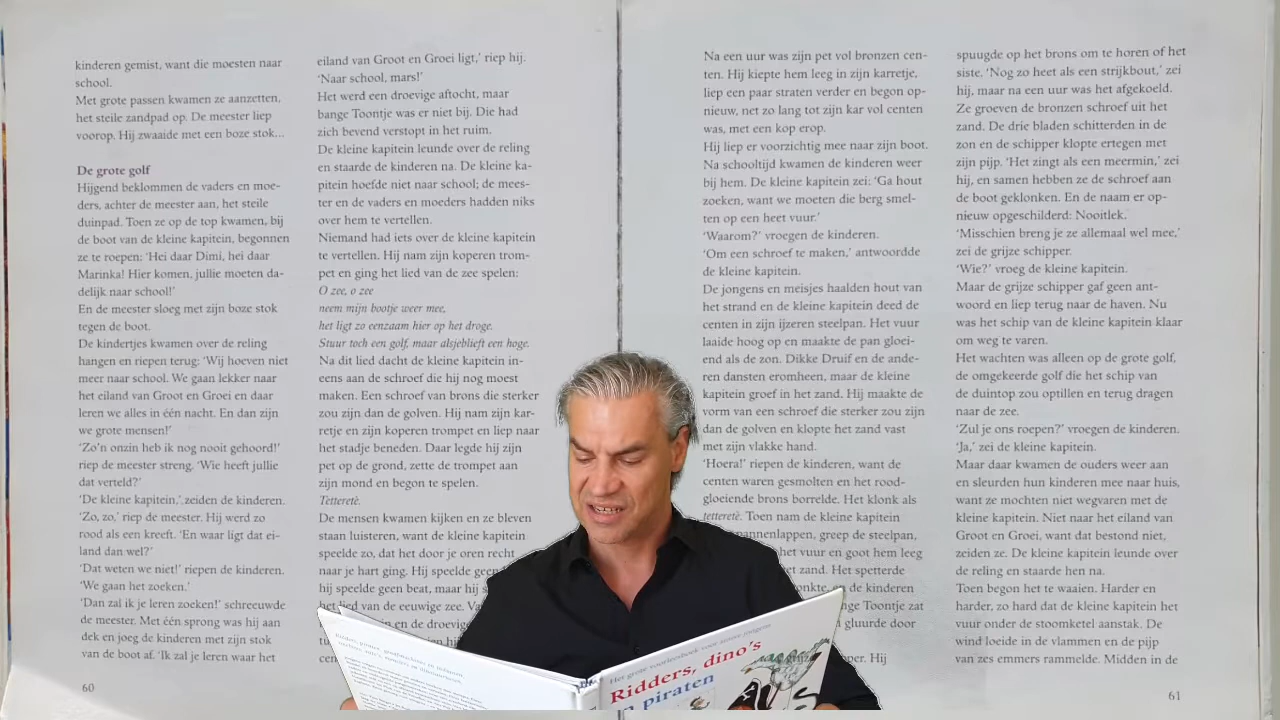 kinderen gemist, want die moesten naar
school.
Met grote passen kwamen ze aanzetten,
het steile zandpad op. De meester liep
voorop. Hij zwaaide met een boze stok...
De grote golf
Hijgend beklommen de vaders en moe-
ders, achter de meester aan, het steile
duinpad. Toen ze op de top kwamen, bij
de boot van de kleine kapitein, begonnen
ze te roepen: ‘Hei daar Dimi, hei daar
Marinka! Hier komen, jullie moeten da-
delijk naar school!’
En de meester sloeg met zijn boze stok
tegen de boot.
De kindertjes kwamen over de reling
hangen en riepen terug: ‘Wij hoeven niet
meer naar school. We gaan lekker naar
het eiland van Groot en Groei en daar
leren we alles in één nacht. En dan zijn
we grote mensen!’
‘Zo’n onzin heb ik nog nooit gehoord!’
riep de meester streng. ‘Wie heeft jullie
dat verteld?’
‘De kleine kapitein,’ zeiden de kinderen.
‘Zo, zo,’ riep de meester. Hij werd zo
rood als een kreeft. ‘En waar ligt dat ei-
land dan wel?’
‘Dat weten we niet!’ riepen de kinderen.
‘We gaan het zoeken.’
‘Dan zal ik je leren zoeken!’ schreeuwde
de meester. Met één sprong was hij aan
dek en joeg de kinderen met zijn stok
van de boot af. ‘Ik zal je leren waar het
60
eiland van Groot en Groei ligt,’ riep hij.
‘Naar school, mars!’
Het werd een droevige aftocht, maar
bange Toontje was er niet bij. Die had
zich bevend verstopt in het ruim.
De kleine kapitein leunde over de reling
en staarde de kinderen na. De kleine ka-
pitein hoefde niet naar school; de mees-
ter en de vaders en moeders hadden niks
over hem te vertellen.
Niemand had iets over de kleine kapitein
te vertellen. Hij nam zijn koperen trom-
pet en ging het lied van de zee spelen:
O zee, o zee
neem mijn bootje weer mee,
het ligt zo eenzaam hier op het droge.
Stuur toch een golf, maar alsjeblieft een hoge.
Na dit lied dacht de kleine kapitein in-
eens aan de schroef die hij nog moest
maken. Een schroef van brons die sterker
zou zijn dan de golven. Hij nam zijn kar-
retje en zijn koperen trompet en liep naar
het stadje beneden. Daar legde hij zijn
pet op de grond, zette de trompet aan
zijn mond en begon te spelen.
Tetteretè.
De mensen kwamen kijken en ze bleven
staan luisteren, want de kleine kapitein
speelde zo, dat het door je oren recht
naar je hart ging. Hij speelde geen
hij speelde geen beat, maar hij s
het lied van de eeuwige zee. Va
en de droevig
cen
Na een uur was zijn pet vol bronzen cen-
ten. Hij kiepte hem leeg in zijn karretje,
liep een paar straten verder en begon op-
nieuw, net zo lang tot zijn kar vol centen
was, met een kop erop.
Hij liep er voorzichtig mee naar zijn boot.
Na schooltijd kwamen de kinderen weer
bij hem. De kleine kapitein zei: ‘Ga hout
zoeken, want we moeten die berg smel-
ten op een heet vuur.’
‘Waarom?’ vroegen de kinderen.
‘Om een schroef te maken,’ antwoordde
de kleine kapitein.
De jongens en meisjes haalden hout van
het strand en de kleine kapitein deed de
centen in zijn ijzeren steelpan. Het vuur
laaide hoog op en maakte de pan gloei-
end als de zon. Dikke Druif en de ande-
ren dansten eromheen, maar de kleine
kapitein groef in het zand. Hij maakte de
vorm van een schroef die sterker zou zijn
dan de golven en klopte het zand vast
met zijn vlakke hand.
‘Hoera!’ riepen de kinderen, want de
centen waren gesmolten en het rood-
gloeiende brons borrelde. Het klonk als
tetteretè. Toen nam de kleine kapitein
pannenlappen, greep de steelpan,
het vuur en goot hem leeg
et zand. Het spetterde
onkte, en de kinderen
ge Toontje zat
gluurde door
per. Hij
spuugde op het brons om te horen of het
siste. ‘Nog zo heet als een strijkbout,’ zei
hij, maar na een uur was het afgekoeld.
Ze groeven de bronzen schroef uit het
zand. De drie bladen schitterden in de
zon en de schipper klopte ertegen met
zijn pijp. ‘Het zingt als een meermin,’ zei
hij, en samen hebben ze de schroef aan
de boot geklonken. En de naam er op-
nieuw opgeschilderd: Nooitlek.
‘Misschien breng je ze allemaal wel mee,’
zei de grijze schipper.
‘Wie?’ vroeg de kleine kapitein.
Maar de grijze schipper gaf geen ant-
woord en liep terug naar de haven. Nu
was het schip van de kleine kapitein klaar
om weg te varen.
Het wachten was alleen op de grote golf,
de omgekeerde golf die het schip van
de duintop zou optillen en terug dragen
naar de zee.
‘Zul je ons roepen?’ vroegen de kinderen.
‘Ja,’ zei de kleine kapitein.
Maar daar kwamen de ouders weer aan
en sleurden hun kinderen mee naar huis,
want ze mochten niet wegvaren met de
kleine kapitein. Niet naar het eiland van
Groot en Groei, want dat bestond niet,
zeiden ze. De kleine kapitein leunde over
de reling en staarde hen na.
Toen begon het te waaien. Harder en
harder, zo hard dat de kleine kapitein het
vuur onder de stoomketel aanstak. De
wind loeide in de vlammen en de pijp
van zes emmers rammelde. Midden in de
61
Het grote voorleesboek voor stoere jongens
Ridders, dino’s
n piraten